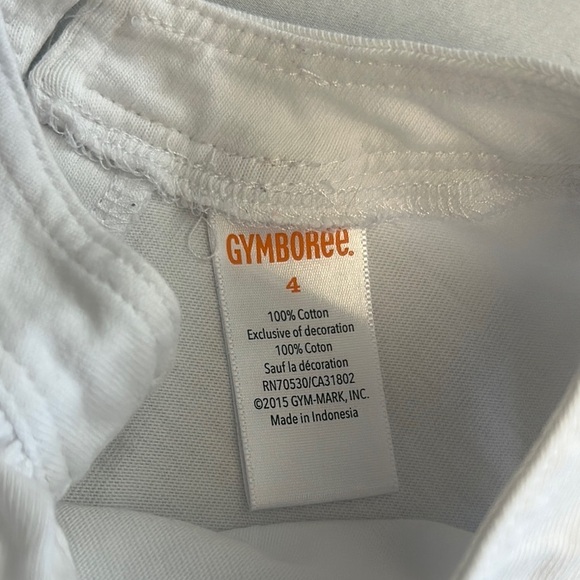 GYMBORee.
4
100% Cotton
Exclusive of decoration
100% Coton
Sauf la décoration
RN70530/CA31802
©2015 GYM-MARK, INC.
Made in Indonesia